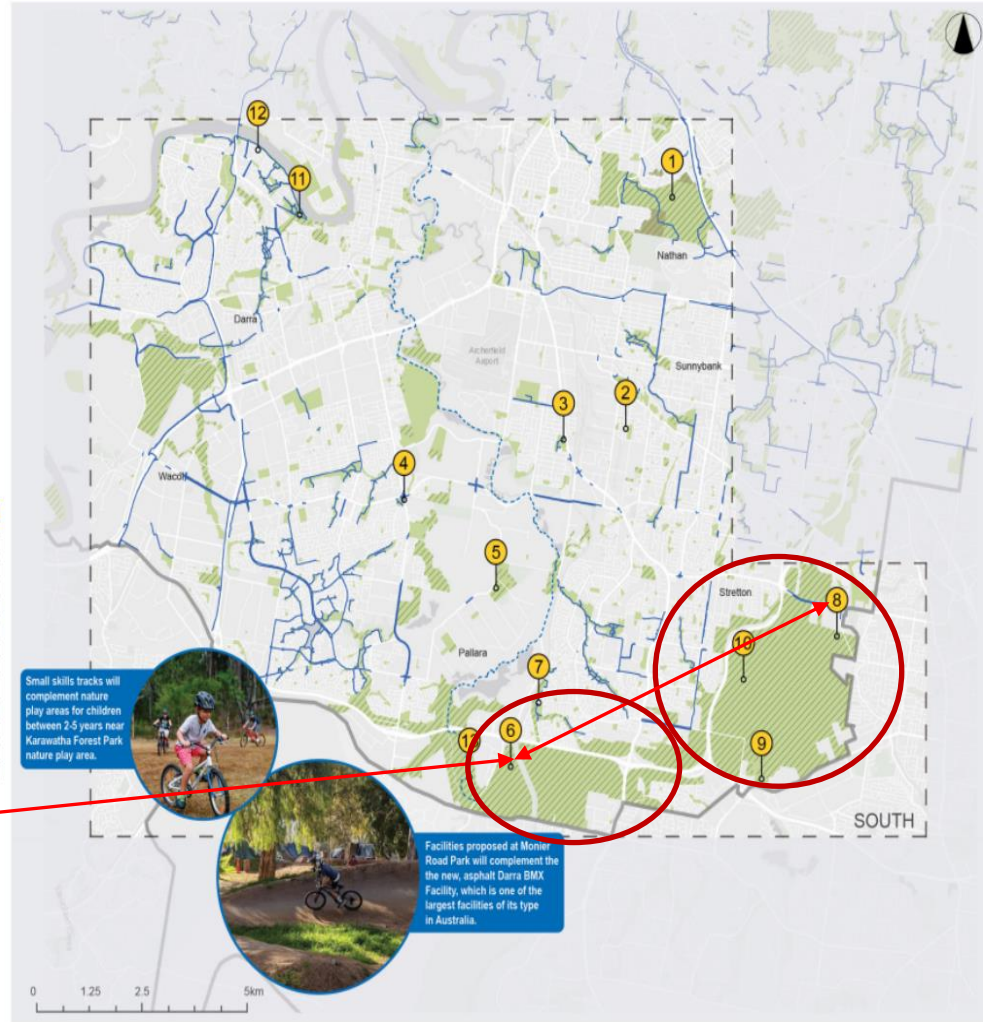 12
11
1
Nathan
Darra
Archerfield
Airport
Sunnybank
2
3
4
Wacol
5
Stretton
8
10
Pallara
7
6
9
SOUTH
Small skills tracks will
complement nature
play areas for children
between 2-5 years near
Karawatha Forest Park
nature play area.
Facilities proposed at Monier
Road Park will complement the
the new, asphalt Darra BMX
Facility, which is one of the
largest facilities of its type
in Australia.
0 1.25 2.5 5km